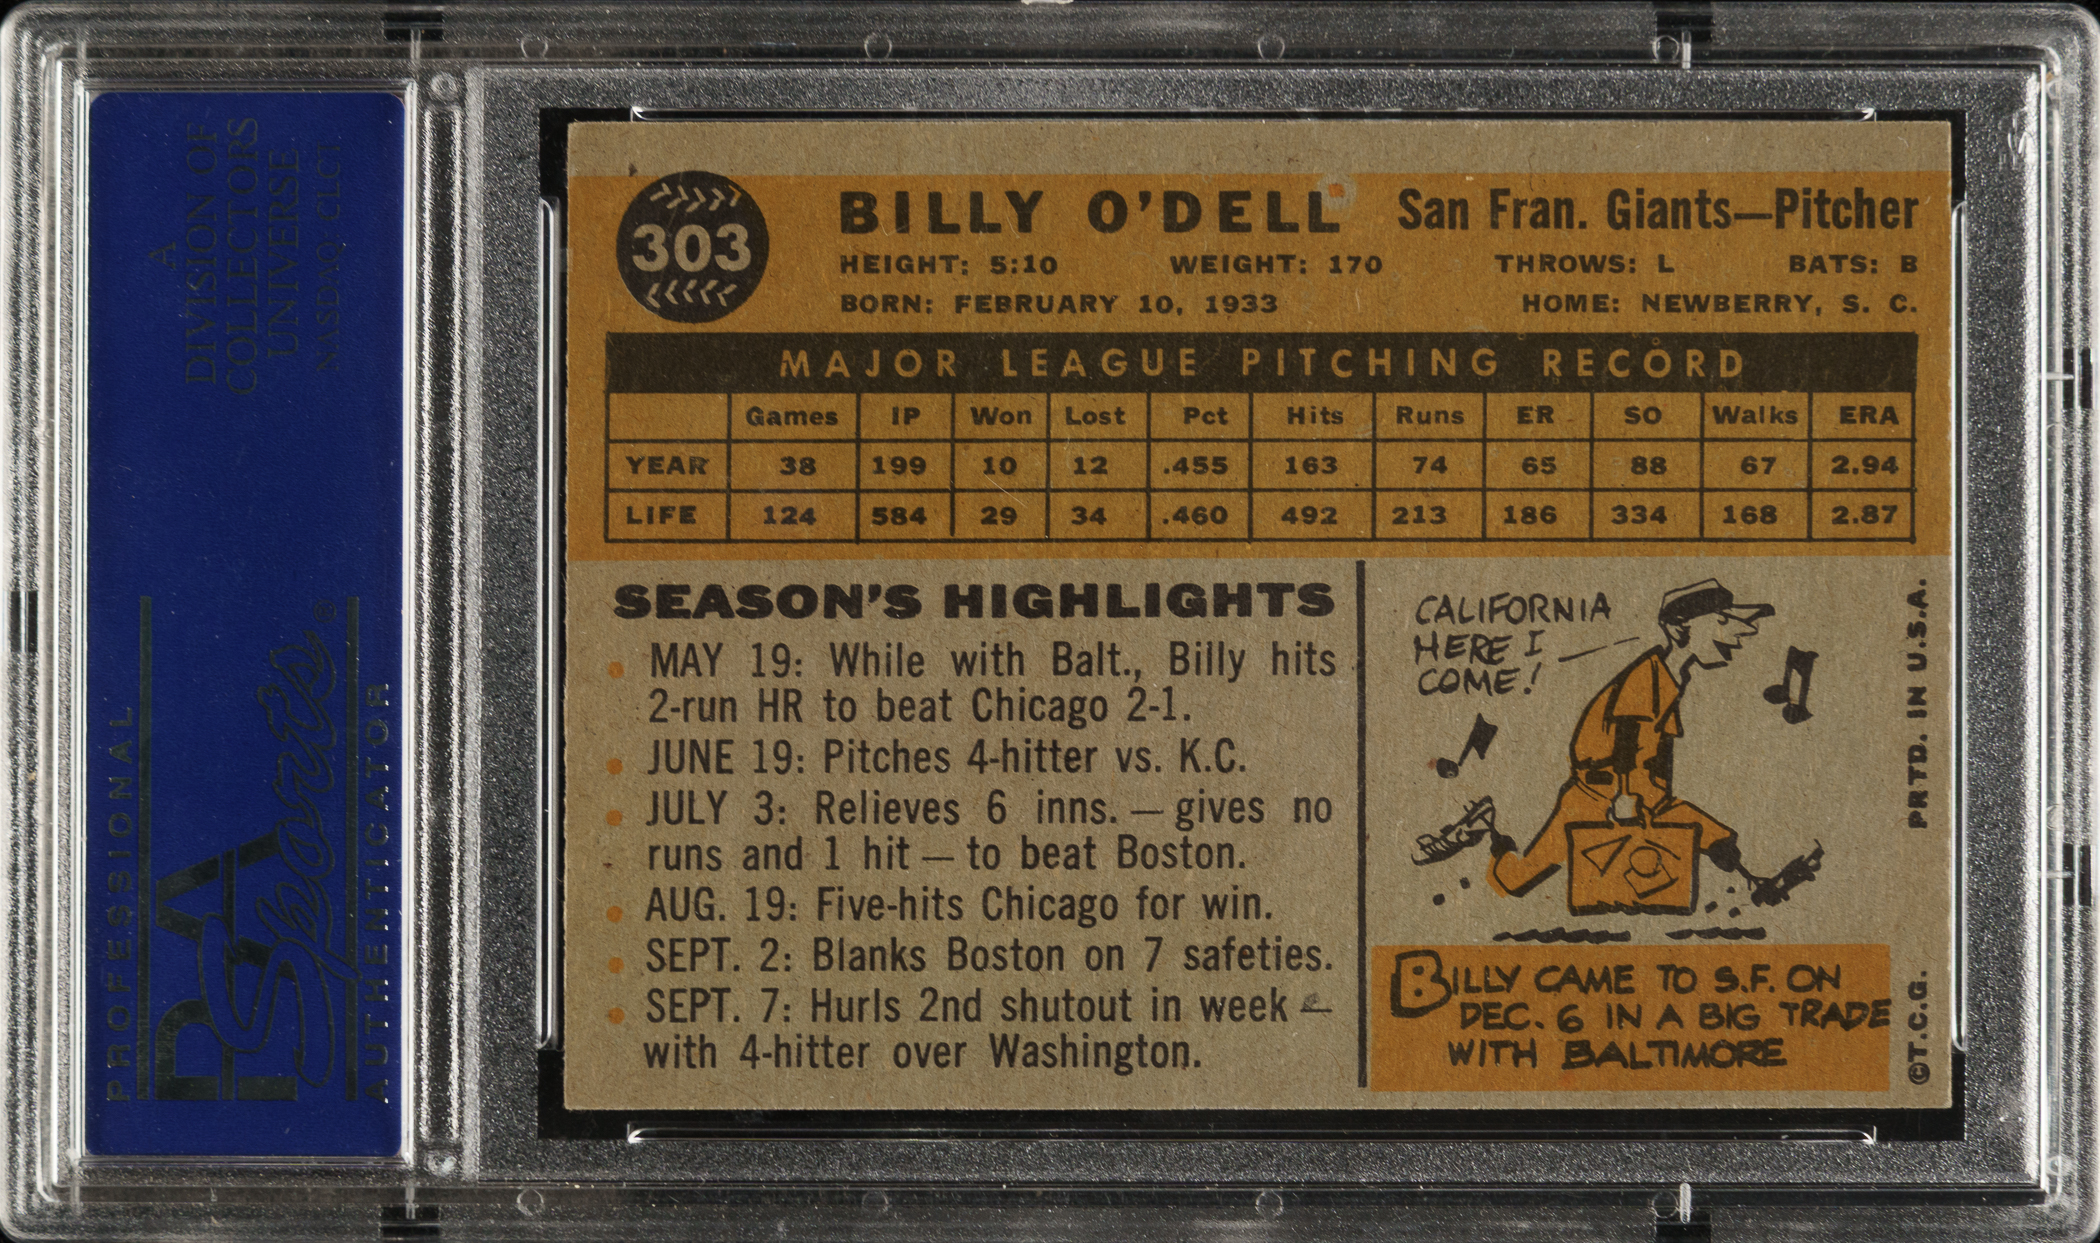 A
DIVISION OF
COLLECTORS
UNIVERSE
NASDAQ: CLCT
PROFESSIONAL
PSA
Sports®
AUTHENTICATOR
303
BILLY O'DELL San Fran. Giants—Pitcher
HEIGHT: 5:10 WEIGHT: 170 THROWS: L BATS: B
BORN: FEBRUARY 10, 1933 HOME: NEWBERRY, S. C.
MAJOR LEAGUE PITCHING RECORD
Games IP Won Lost Pct Hits Runs ER SO Walks ERA
YEAR 38 199 10 12 .455 163 74 65 88 67 2.94
LIFE 124 584 29 34 .460 492 213 186 334 168 2.87
SEASON'S HIGHLIGHTS
MAY 19: While with Balt., Billy hits
2-run HR to beat Chicago 2-1.
JUNE 19: Pitches 4-hitter vs. K.C.
JULY 3: Relieves 6 inns. — gives no
runs and 1 hit — to beat Boston.
AUG. 19: Five-hits Chicago for win.
SEPT. 2: Blanks Boston on 7 safeties.
SEPT. 7: Hurls 2nd shutout in week —
with 4-hitter over Washington.
CALIFORNIA
HERE I
COME!
BILLY CAME TO S.F. ON
DEC. 6 IN A BIG TRADE
WITH BALTIMORE
©T.C.G. PRTD. IN U.S.A.